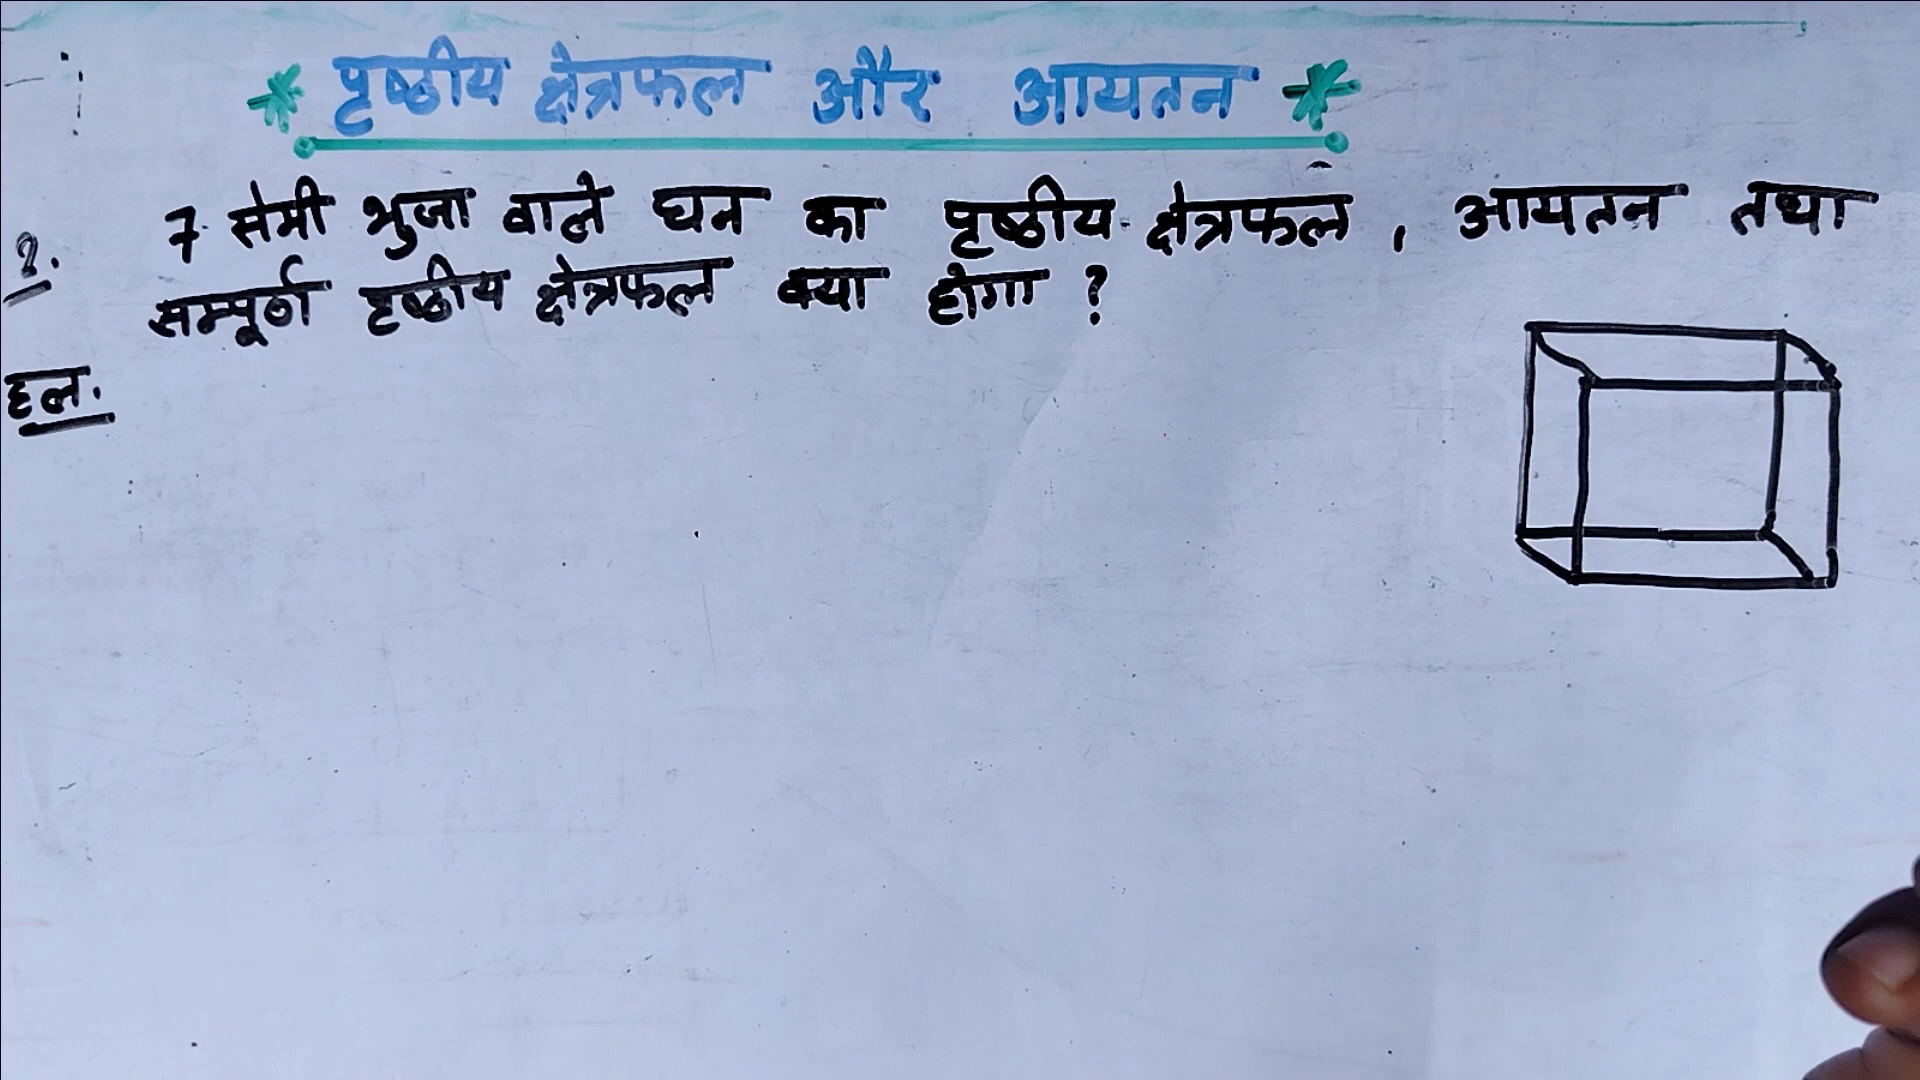 * पृष्ठीय क्षेत्रफल और आयतन *
1. 7 सेमी भुजा वाले घन का पृष्ठीय क्षेत्रफल, आयतन तथा
सम्पूर्ण पृष्ठीय क्षेत्रफल क्या होगा ?
हल.